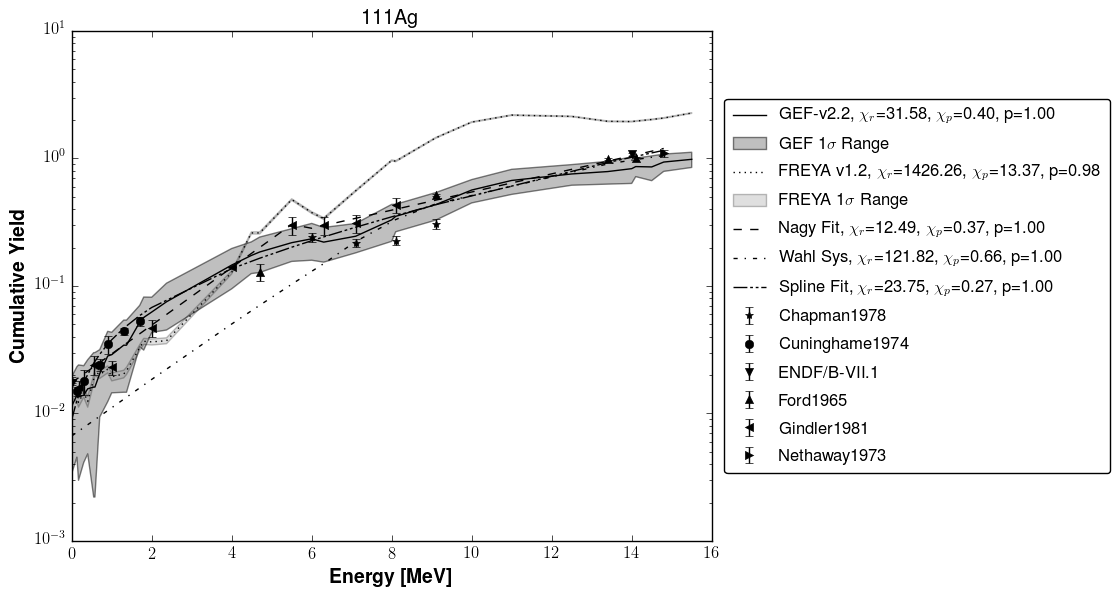 111Ag
10¹
10⁰
10⁻¹
10⁻²
10⁻³
Cumulative Yield
0 2 4 6 8 10 12 14 16
Energy [MeV]
GEF-v2.2, χᵣ=31.58, χₚ=0.40, p=1.00
GEF 1σ Range
FREYA v1.2, χᵣ=1426.26, χₚ=13.37, p=0.98
FREYA 1σ Range
Nagy Fit, χᵣ=12.49, χₚ=0.37, p=1.00
Wahl Sys, χᵣ=121.82, χₚ=0.66, p=1.00
Spline Fit, χᵣ=23.75, χₚ=0.27, p=1.00
Chapman1978
Cuninghame1974
ENDF/B-VII.1
Ford1965
Gindler1981
Nethaway1973